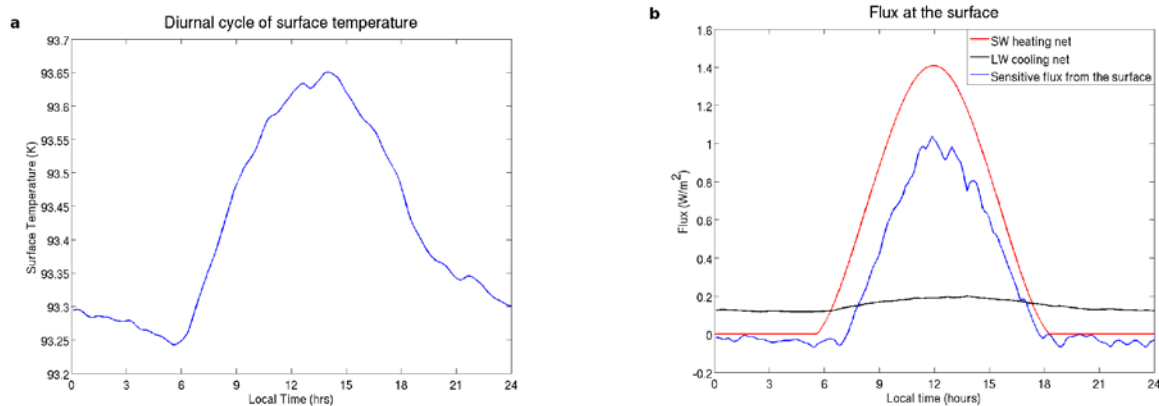 a
Diurnal cycle of surface temperature
93.7
93.65
93.6
93.55
93.5
93.45
93.4
93.35
93.3
93.25
93.2
Surface Temperature (K)
0 3 6 9 12 15 18 21 24
Local Time (hrs)
b
Flux at the surface
SW heating net
LW cooling net
Sensitive flux from the surface
1.6
1.4
1.2
1
0.8
0.6
0.4
0.2
0
-0.2
Flux (W/m²)
0 3 6 9 12 15 18 21 24
Local time (hours)